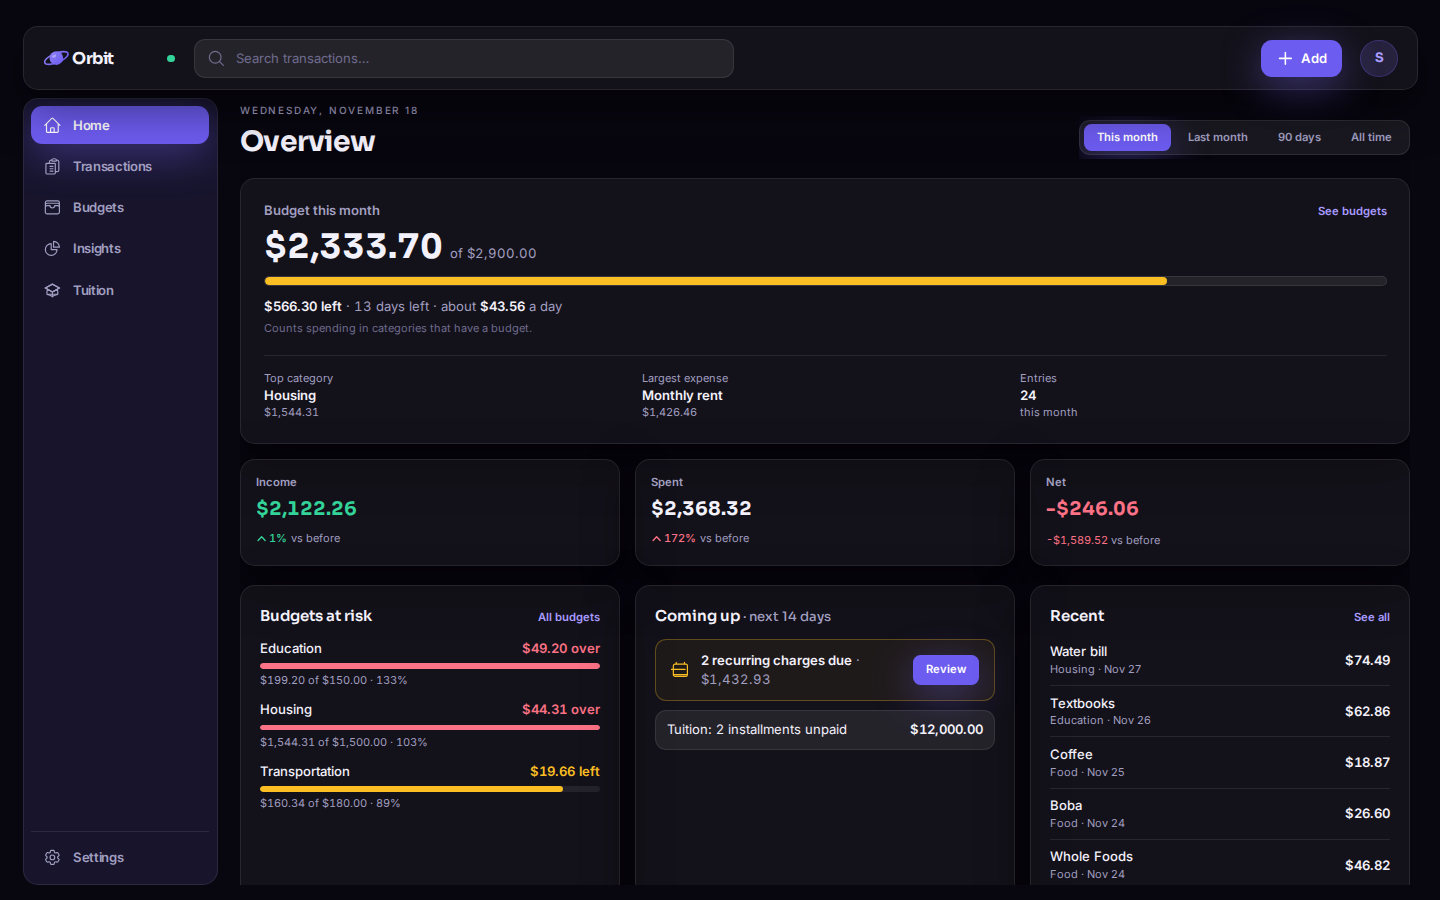 Orbit
Search transactions...
Add
S
Home
Transactions
Budgets
Insights
Tuition
Settings
WEDNESDAY, NOVEMBER 18
Overview
This month
Last month
90 days
All time
Budget this month
See budgets
$2,333.70 of $2,900.00
$566.30 left · 13 days left · about $43.56 a day
Counts spending in categories that have a budget.
Top category
Housing
$1,544.31
Largest expense
Monthly rent
$1,426.46
Entries
24
this month
Income
$2,122.26
1% vs before
Spent
$2,368.32
172% vs before
Net
-$246.06
-$1,589.52 vs before
Budgets at risk
All budgets
Education
$49.20 over
$199.20 of $150.00 · 133%
Housing
$44.31 over
$1,544.31 of $1,500.00 · 103%
Transportation
$19.66 left
$160.34 of $180.00 · 89%
Coming up · next 14 days
2 recurring charges due ·
$1,432.93
Review
Tuition: 2 installments unpaid
$12,000.00
Recent
See all
Water bill
Housing · Nov 27
$74.49
Textbooks
Education · Nov 26
$62.86
Coffee
Food · Nov 25
$18.87
Boba
Food · Nov 24
$26.60
Whole Foods
Food · Nov 24
$46.82